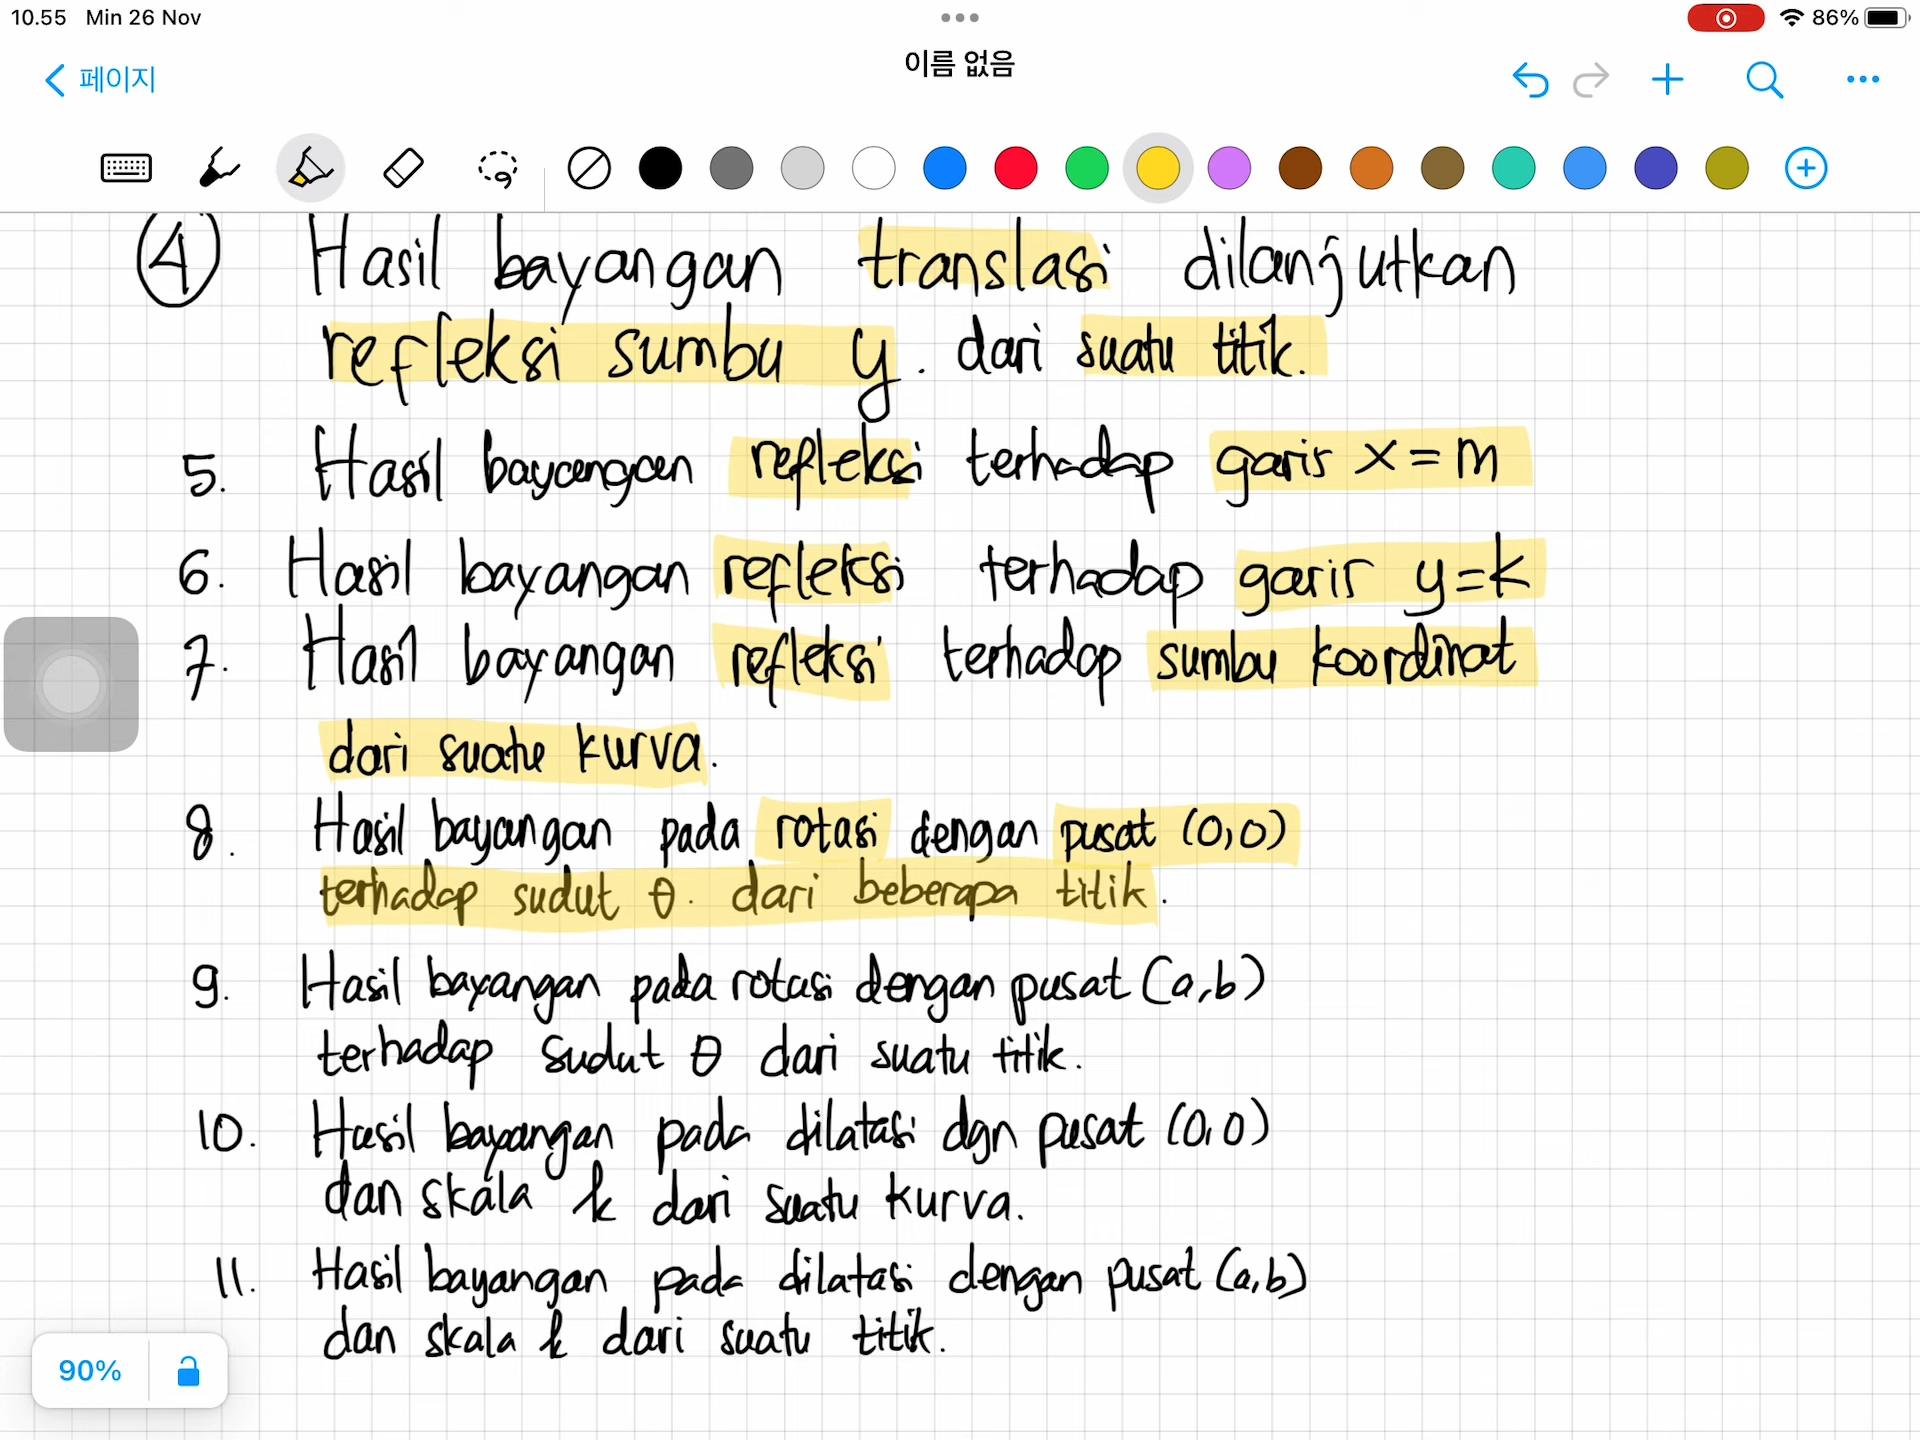 10.55 Min 26 Nov
86%
이름 없음
페이지
4 Hasil bayangan translasi dilanjutkan
refleksi sumbu y. dari suatu titik.
5. Hasil bayangan refleksi terhadap garis x=m
6. Hasil bayangan refleksi terhadap garis y=k
7. Hasil bayangan refleksi terhadap sumbu koordinat
dari suatu kurva.
8. Hasil bayangan pada rotasi dengan pusat (0,0)
terhadap sudut θ. dari beberapa titik.
9. Hasil bayangan pada rotasi dengan pusat (a,b)
terhadap sudut θ dari suatu titik.
10. Hasil bayangan pada dilatasi dgn pusat (0,0)
dan skala k dari suatu kurva.
11. Hasil bayangan pada dilatasi dengan pusat (a,b)
dan skala k dari suatu titik.
90%